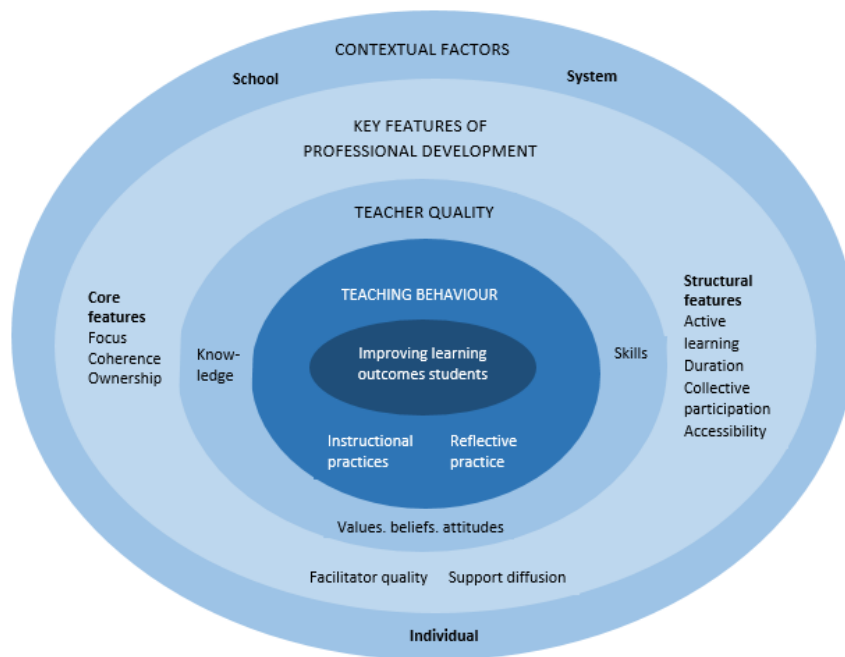 CONTEXTUAL FACTORS
School
System
KEY FEATURES OF
PROFESSIONAL DEVELOPMENT
TEACHER QUALITY
TEACHING BEHAVIOUR
Core
features
Focus
Coherence
Ownership
Know-
ledge
Improving learning
outcomes students
Skills
Structural
features
Active
learning
Duration
Collective
participation
Accessibility
Instructional
practices
Reflective
practice
Values. beliefs. attitudes
Facilitator quality
Support diffusion
Individual